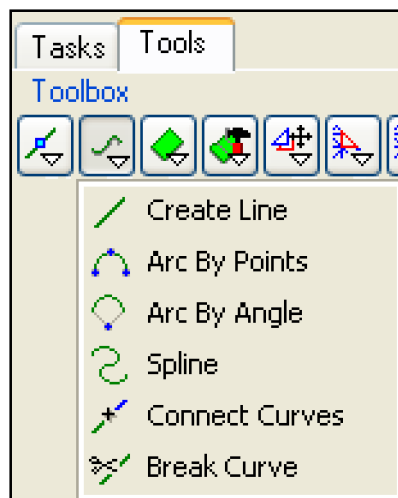 Tasks Tools
Toolbox
Create Line
Arc By Points
Arc By Angle
Spline
Connect Curves
Break Curve